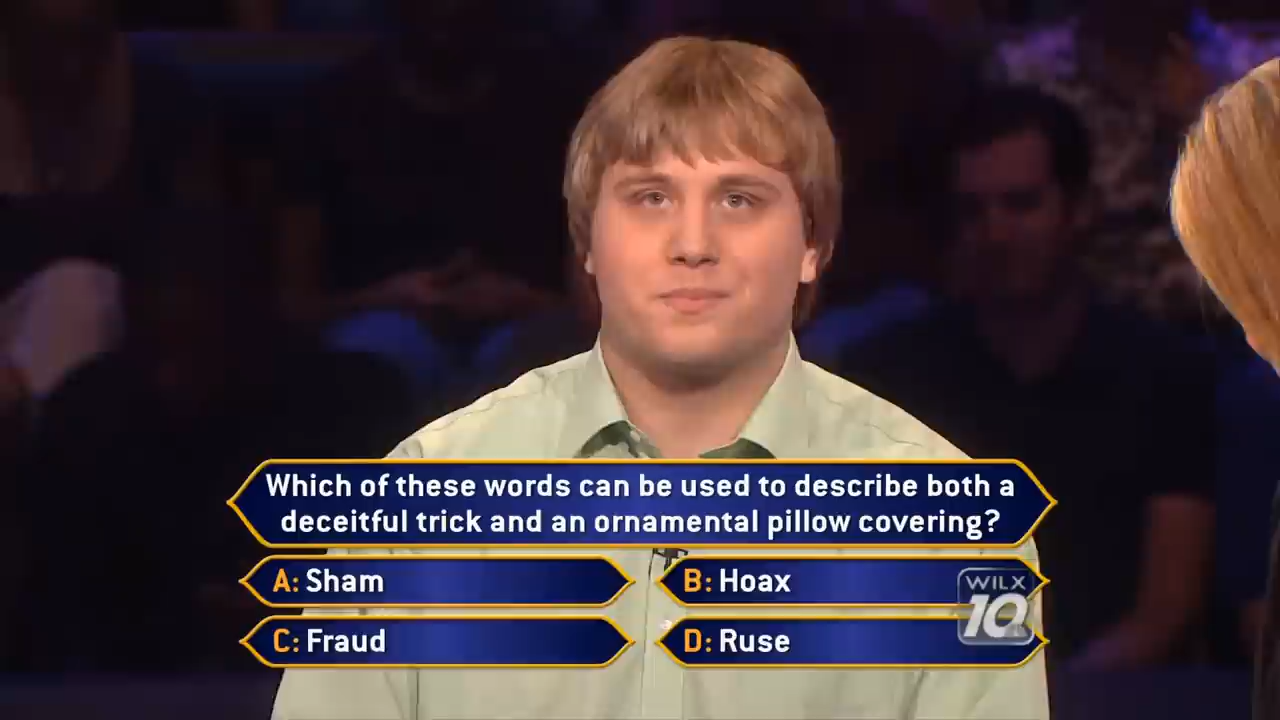 Which of these words can be used to describe both a
deceitful trick and an ornamental pillow covering?
A: Sham
B: Hoax
C: Fraud
D: Ruse
WILX
10